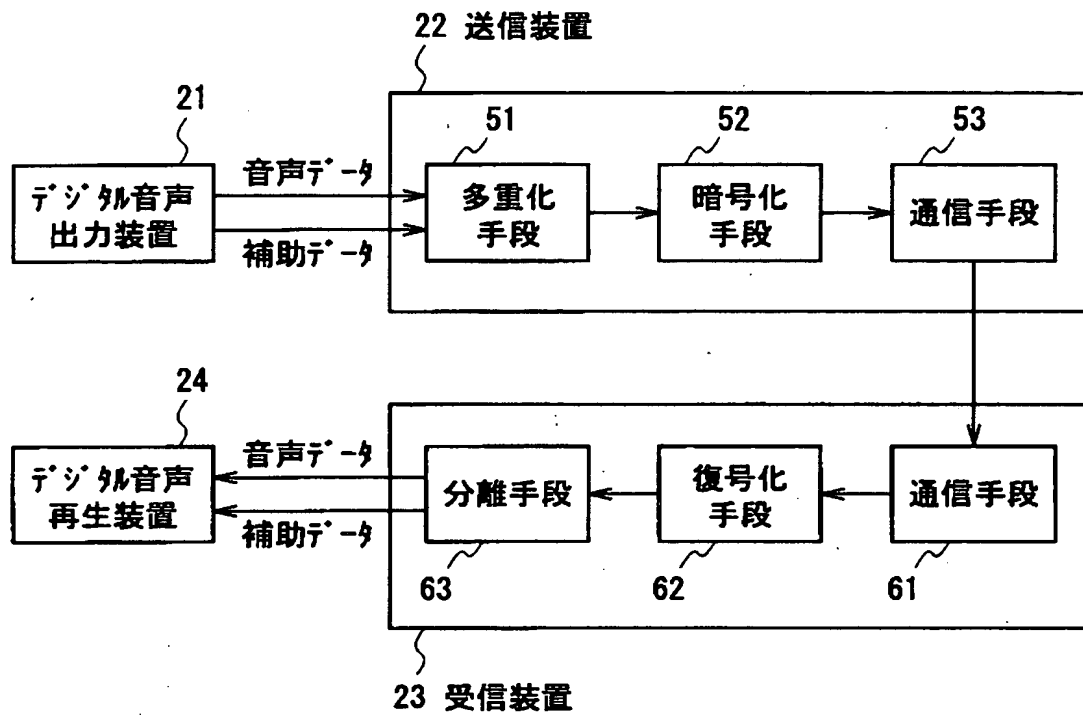 22 送信装置
21
51
52
53
デジタル音声
出力装置
音声データ
補助データ
多重化
手段
暗号化
手段
通信手段
24
デジタル音声
再生装置
音声データ
補助データ
分離手段
復号化
手段
通信手段
63
62
61
23 受信装置